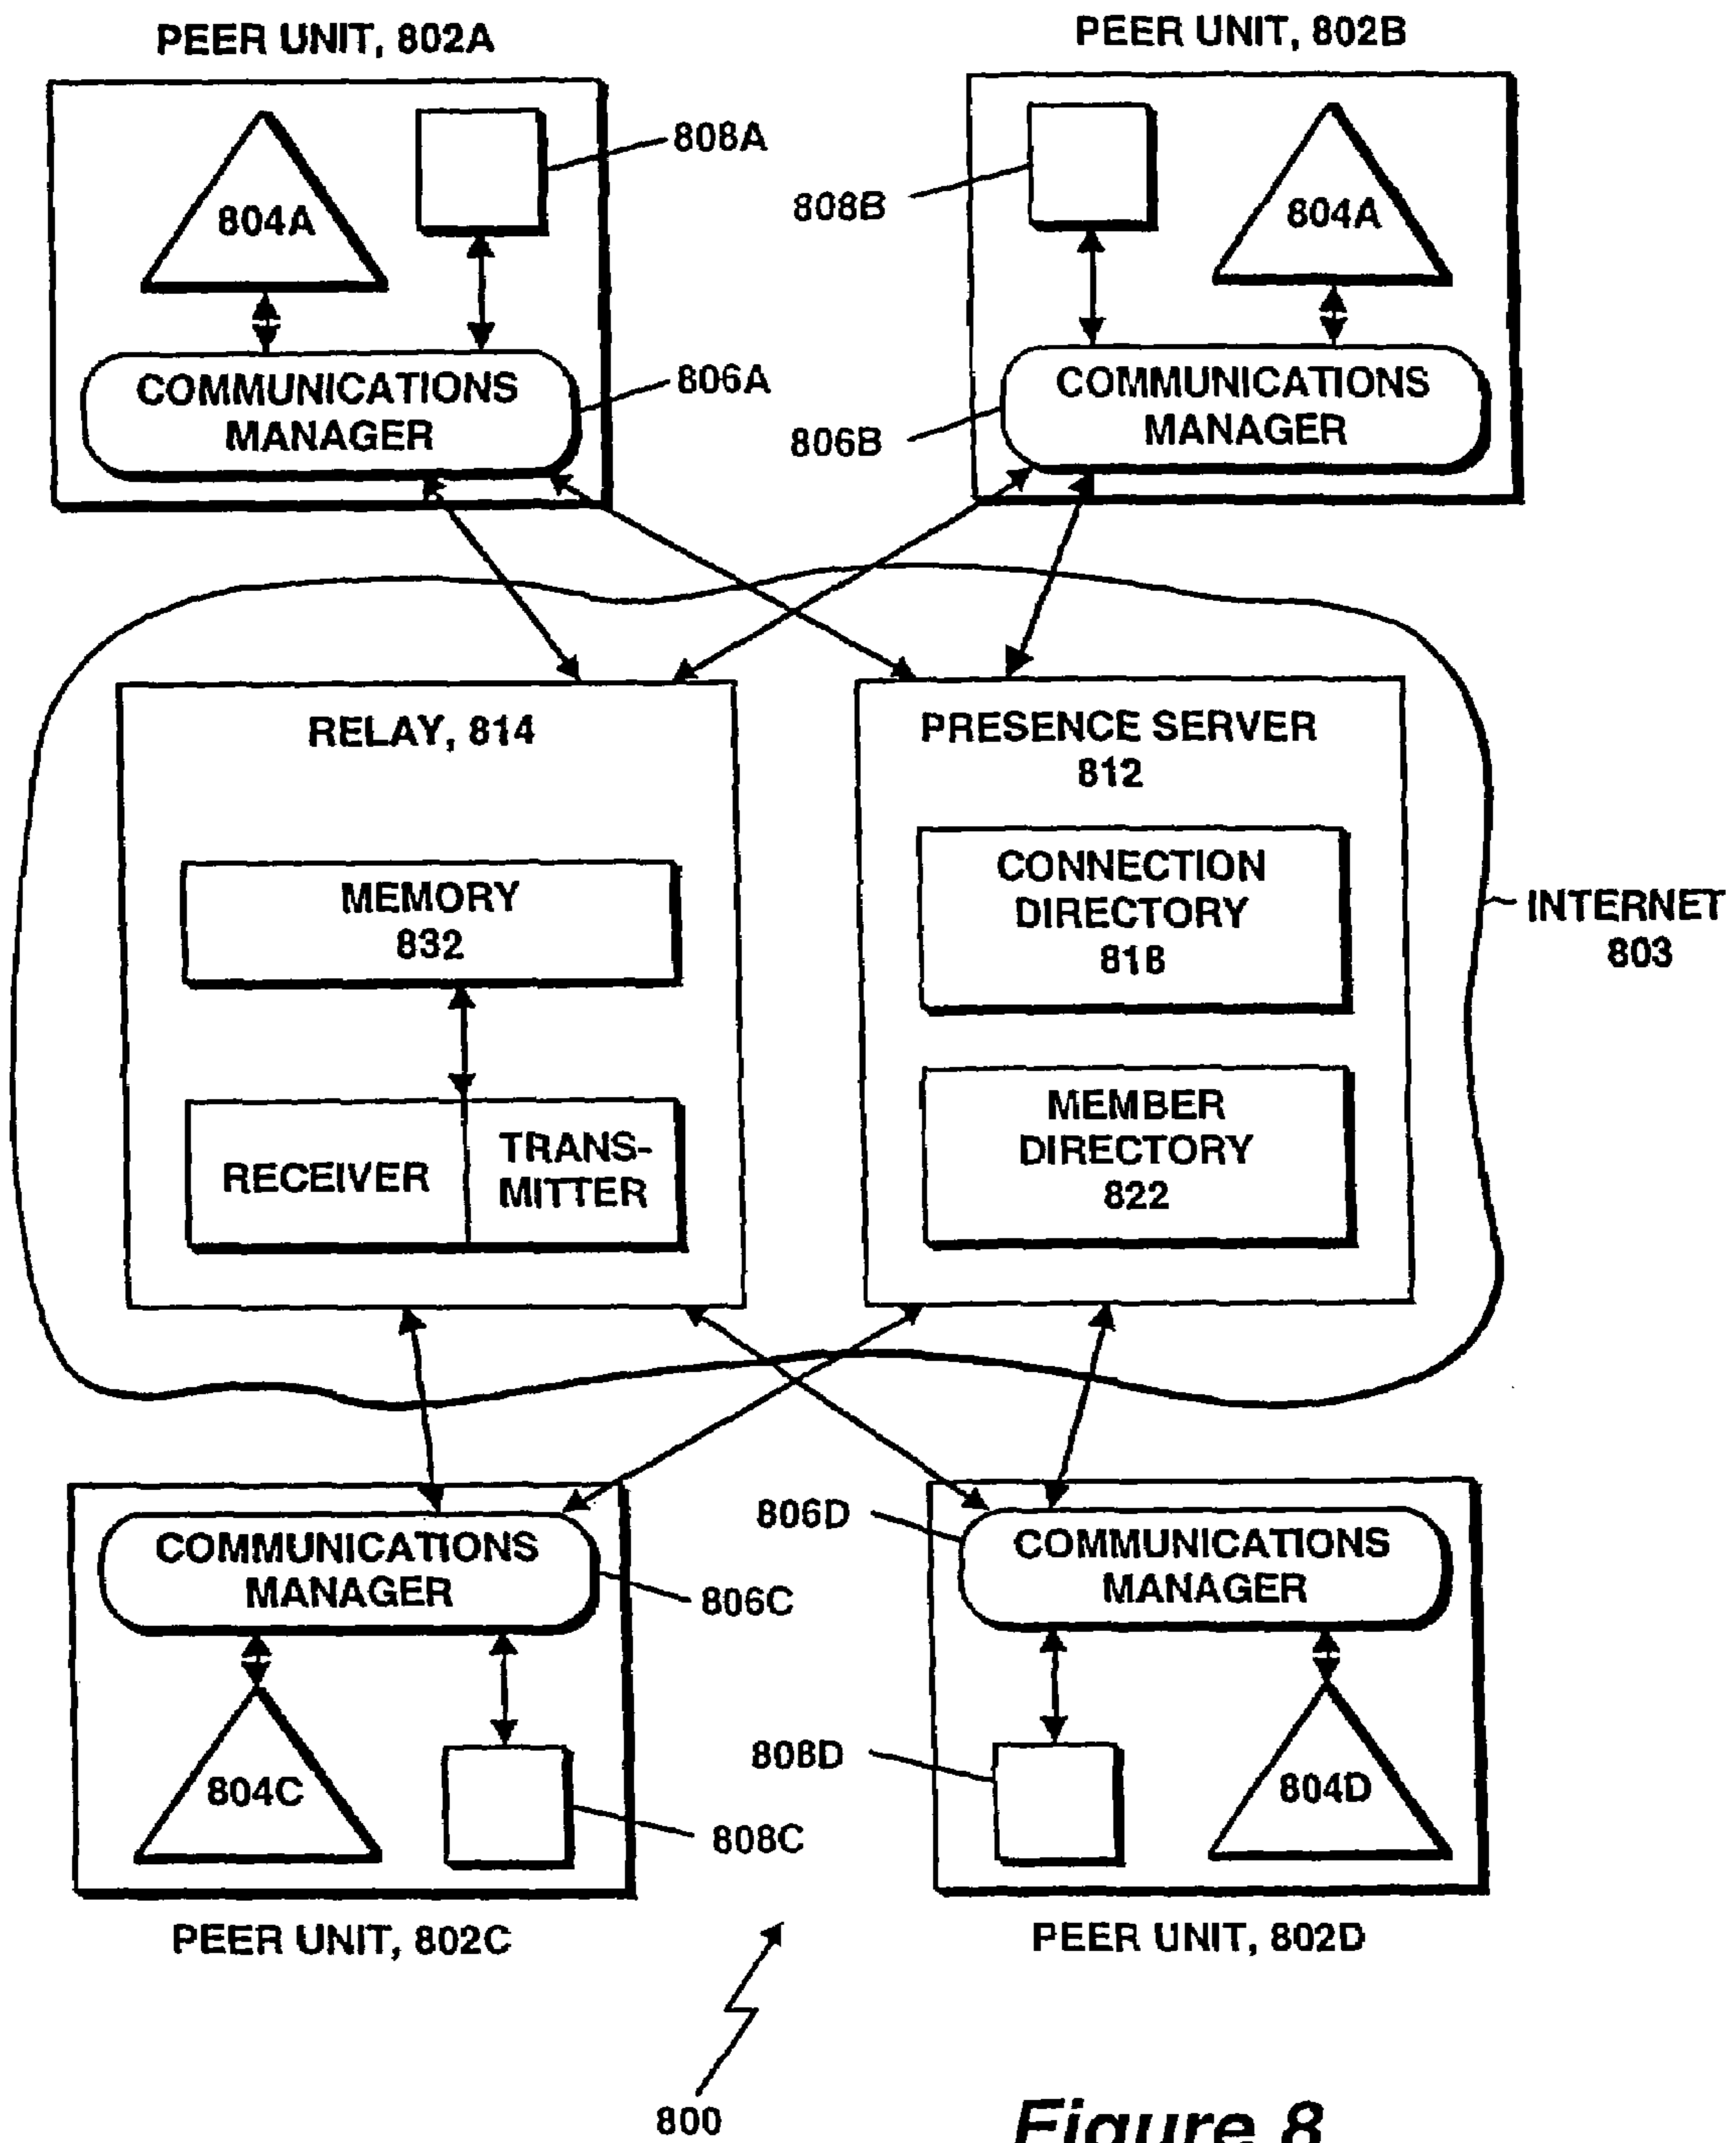 PEER UNIT, 802A
PEER UNIT, 802B
804A
808A
808B
804A
COMMUNICATIONS
MANAGER
806A
806B
COMMUNICATIONS
MANAGER
RELAY, 814
MEMORY
832
RECEIVER
TRANS-
MITTER
PRESENCE SERVER
812
CONNECTION
DIRECTORY
818
MEMBER
DIRECTORY
822
INTERNET
803
COMMUNICATIONS
MANAGER
806C
806D
COMMUNICATIONS
MANAGER
804C
808C
808D
804D
PEER UNIT, 802C
PEER UNIT, 802D
800
Figure 8